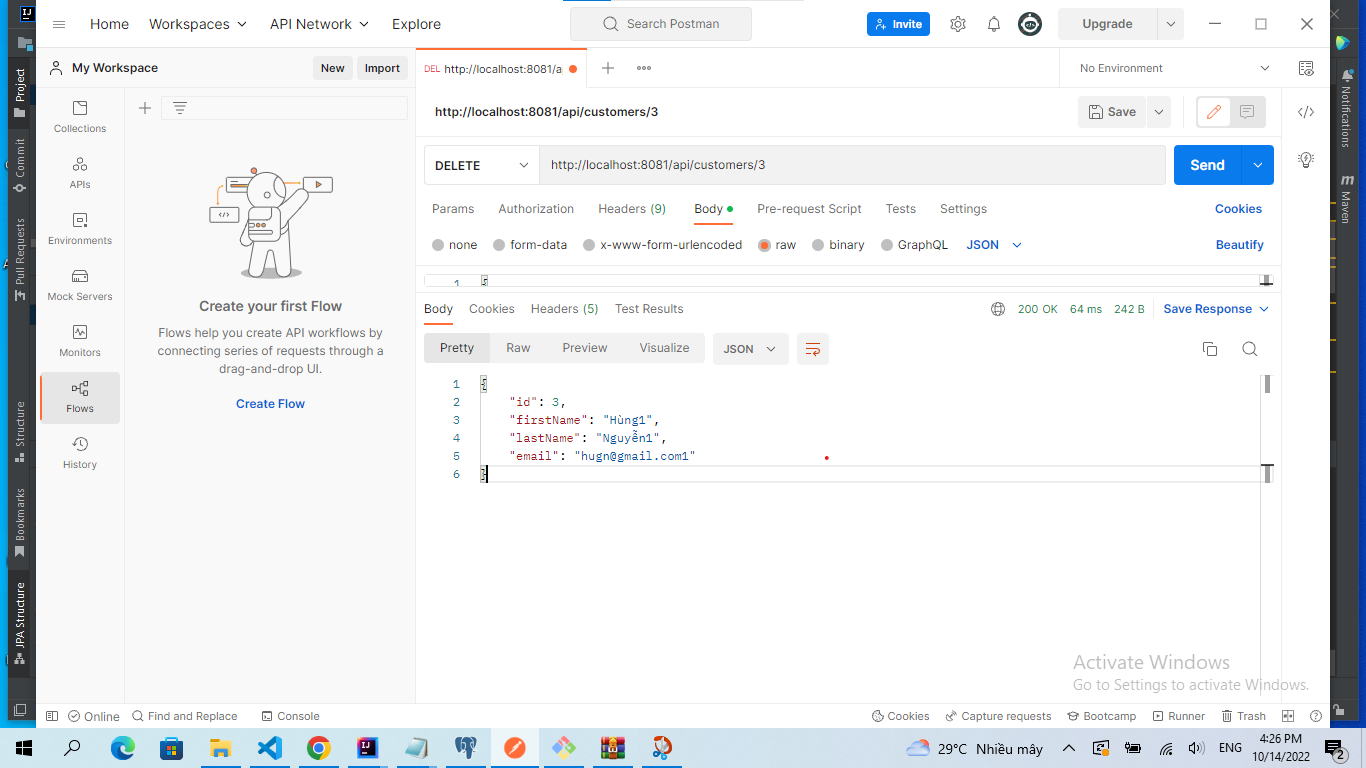 Home Workspaces API Network Explore Search Postman Invite Upgrade
My Workspace New Import DEL http://localhost:8081/a No Environment
http://localhost:8081/api/customers/3 Save
DELETE http://localhost:8081/api/customers/3 Send
Params Authorization Headers (9) Body Pre-request Script Tests Settings Cookies
none form-data x-www-form-urlencoded raw binary GraphQL JSON Beautify
1 {
Collections
APIs
Environments
Mock Servers
Monitors
Flows
History
Create your first Flow
Flows help you create API workflows by
connecting series of requests through a
drag-and-drop UI.
Create Flow
Body Cookies Headers (5) Test Results 200 OK 64 ms 242 B Save Response
Pretty Raw Preview Visualize JSON
1 {
2 "id": 3,
3 "firstName": "Hùng1",
4 "lastName": "Nguyễn1",
5 "email": "hugn@gmail.com1"
6 }
Activate Windows
Go to Settings to activate Windows.
Online Find and Replace Console Cookies Capture requests Bootcamp Runner Trash
IJ
Project
Commit
Pull Request
Structure
Bookmarks
JPA Structure
Notifications
m
Maven
29°C Nhiều mây ENG 4:26 PM
10/14/2022
2